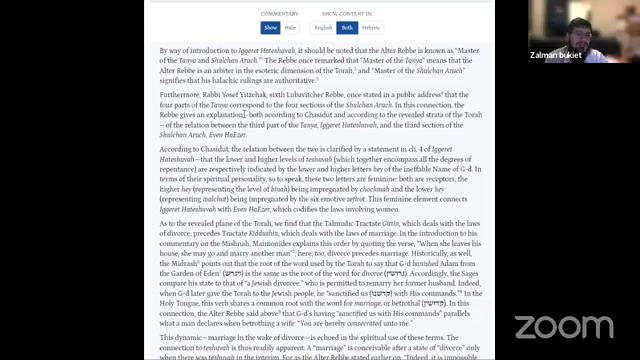 COMMENTARY: SHOW CONTENT IN:
Show Hide English Both Hebrew
By way of introduction to Iggeret Hateshuvah, it should be noted that the Alter Rebbe is known as “Master
of the Tanya and Shulchan Aruch.”¹ The Rebbe once remarked that “Master of the Tanya” means that the
Alter Rebbe is an arbiter in the esoteric dimension of the Torah,² and “Master of the Shulchan Aruch”
signifies that his halachic rulings are authoritative.³
Furthermore, Rabbi Yosef Yitzchak, sixth Lubavitcher Rebbe, once stated in a public address⁴ that the
four parts of the Tanya correspond to the four sections of the Shulchan Aruch. In this connection, the
Rebbe gives an explanation—both according to Chasidut and according to the revealed strata of the Torah
—of the relation between the third part of the Tanya, Iggeret Hateshuvah, and the third section of the
Shulchan Aruch, Even HaEzer.
According to Chasidut, the relation between the two is clarified by a statement in ch. 4 of Iggeret
Hateshuvah—that the lower and higher levels of teshuvah (which together encompass all the degrees of
repentance) are respectively indicated by the lower and higher letters hey of the ineffable Name of G‑d. In
terms of their spiritual personality, so to speak, these two letters are feminine: both are receptors, the
higher hey (representing the level of binah) being impregnated by chochmah and the lower hey
(representing malchut) being impregnated by the six emotive sefirot. This feminine element connects
Iggeret Hateshuvah with Even HaEzer, which codifies the laws involving women.
As to the revealed plane of the Torah, we find that the Talmudic Tractate Gittin, which deals with the laws
of divorce, precedes Tractate Kiddushin, which deals with the laws of marriage. In the introduction to his
commentary on the Mishnah, Maimonides explains this order by quoting the verse, “When she leaves his
house, she may go and marry another man”; here, too, divorce precedes marriage. Historically, as well,
the Midrash points out that the root of the word used by the Torah to say that G‑d banished Adam from
the Garden of Eden (ויגרש) is the same as the root of the word for divorce (גרושין). Accordingly, the Sages
compare his state to that of “a Jewish divorcee,” who is permitted to remarry her former husband. Indeed,
when G‑d later gave the Torah to the Jewish people, he “sanctified us (קדשנו) with His commands.” In the
Holy Tongue, this verb shares a common root with the word for marriage, or betrothal (קדושין). In this
connection, the Alter Rebbe said above that G‑d's having “sanctified us with His commands” parallels
what a man declares when betrothing a wife: “You are hereby consecrated unto me.”
This dynamic—marriage in the wake of divorce—is echoed in the spiritual use of these terms. The
connection to teshuvah is thus readily apparent: A “marriage” is conceivable after a state of “divorce” only
when there was teshuvah in the interim. For as the Alter Rebbe stated earlier on, “Indeed, it is impossible
Zalman bukiet
zoom